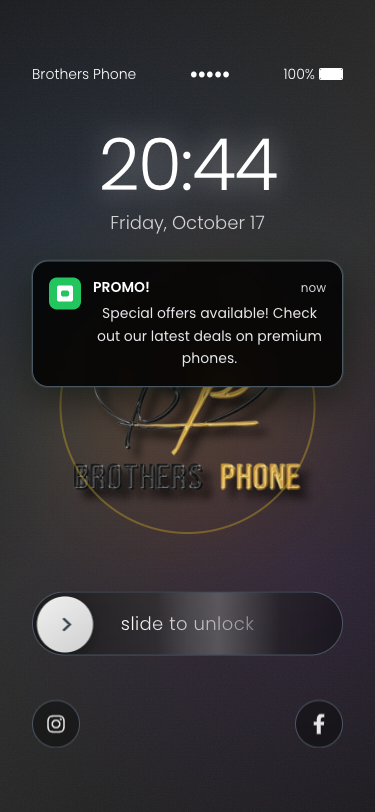 Brothers Phone
100%
20:44
Friday, October 17
PROMO!
now
Special offers available! Check
out our latest deals on premium
phones.
BROTHERS PHONE
slide to unlock